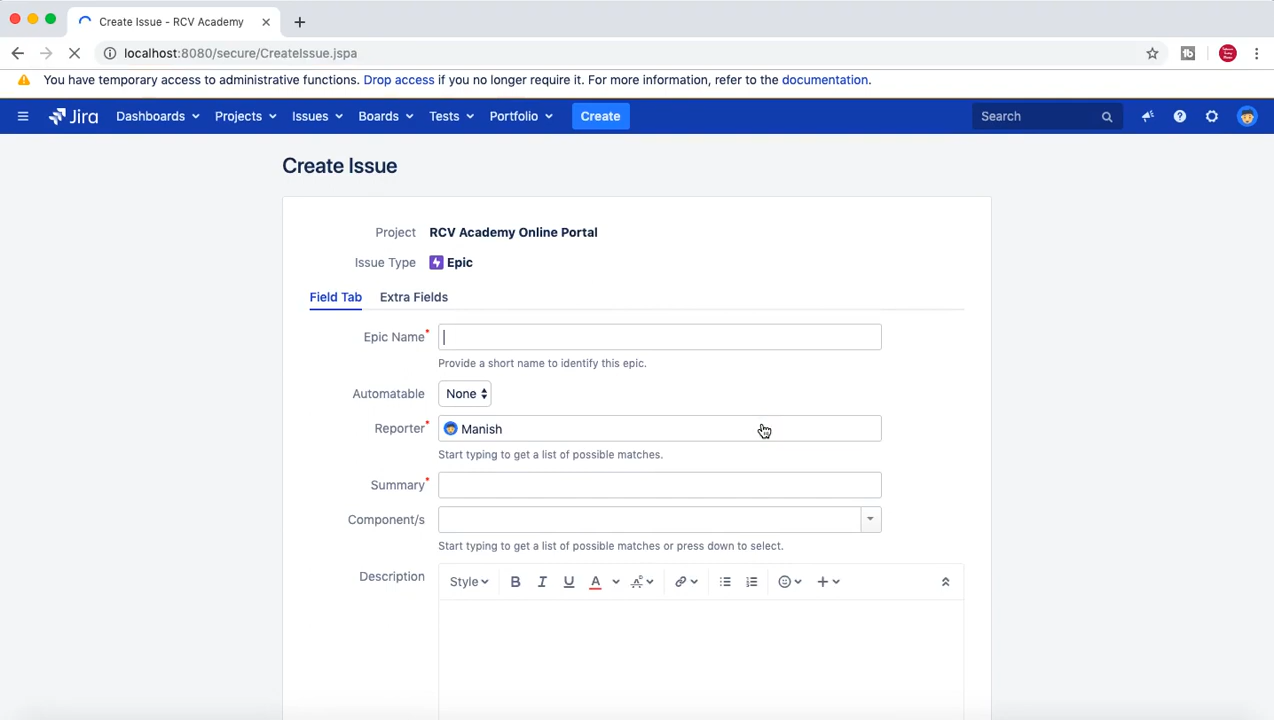 Create Issue - RCV Academy
localhost:8080/secure/CreateIssue.jspa
You have temporary access to administrative functions. Drop access if you no longer require it. For more information, refer to the documentation.
Jira Dashboards Projects Issues Boards Tests Portfolio Create Search
Create Issue
Project RCV Academy Online Portal
Issue Type Epic
Field Tab Extra Fields
Epic Name*
Provide a short name to identify this epic.
Automatable None
Reporter* Manish
Start typing to get a list of possible matches.
Summary*
Component/s
Start typing to get a list of possible matches or press down to select.
Description Style B I U A